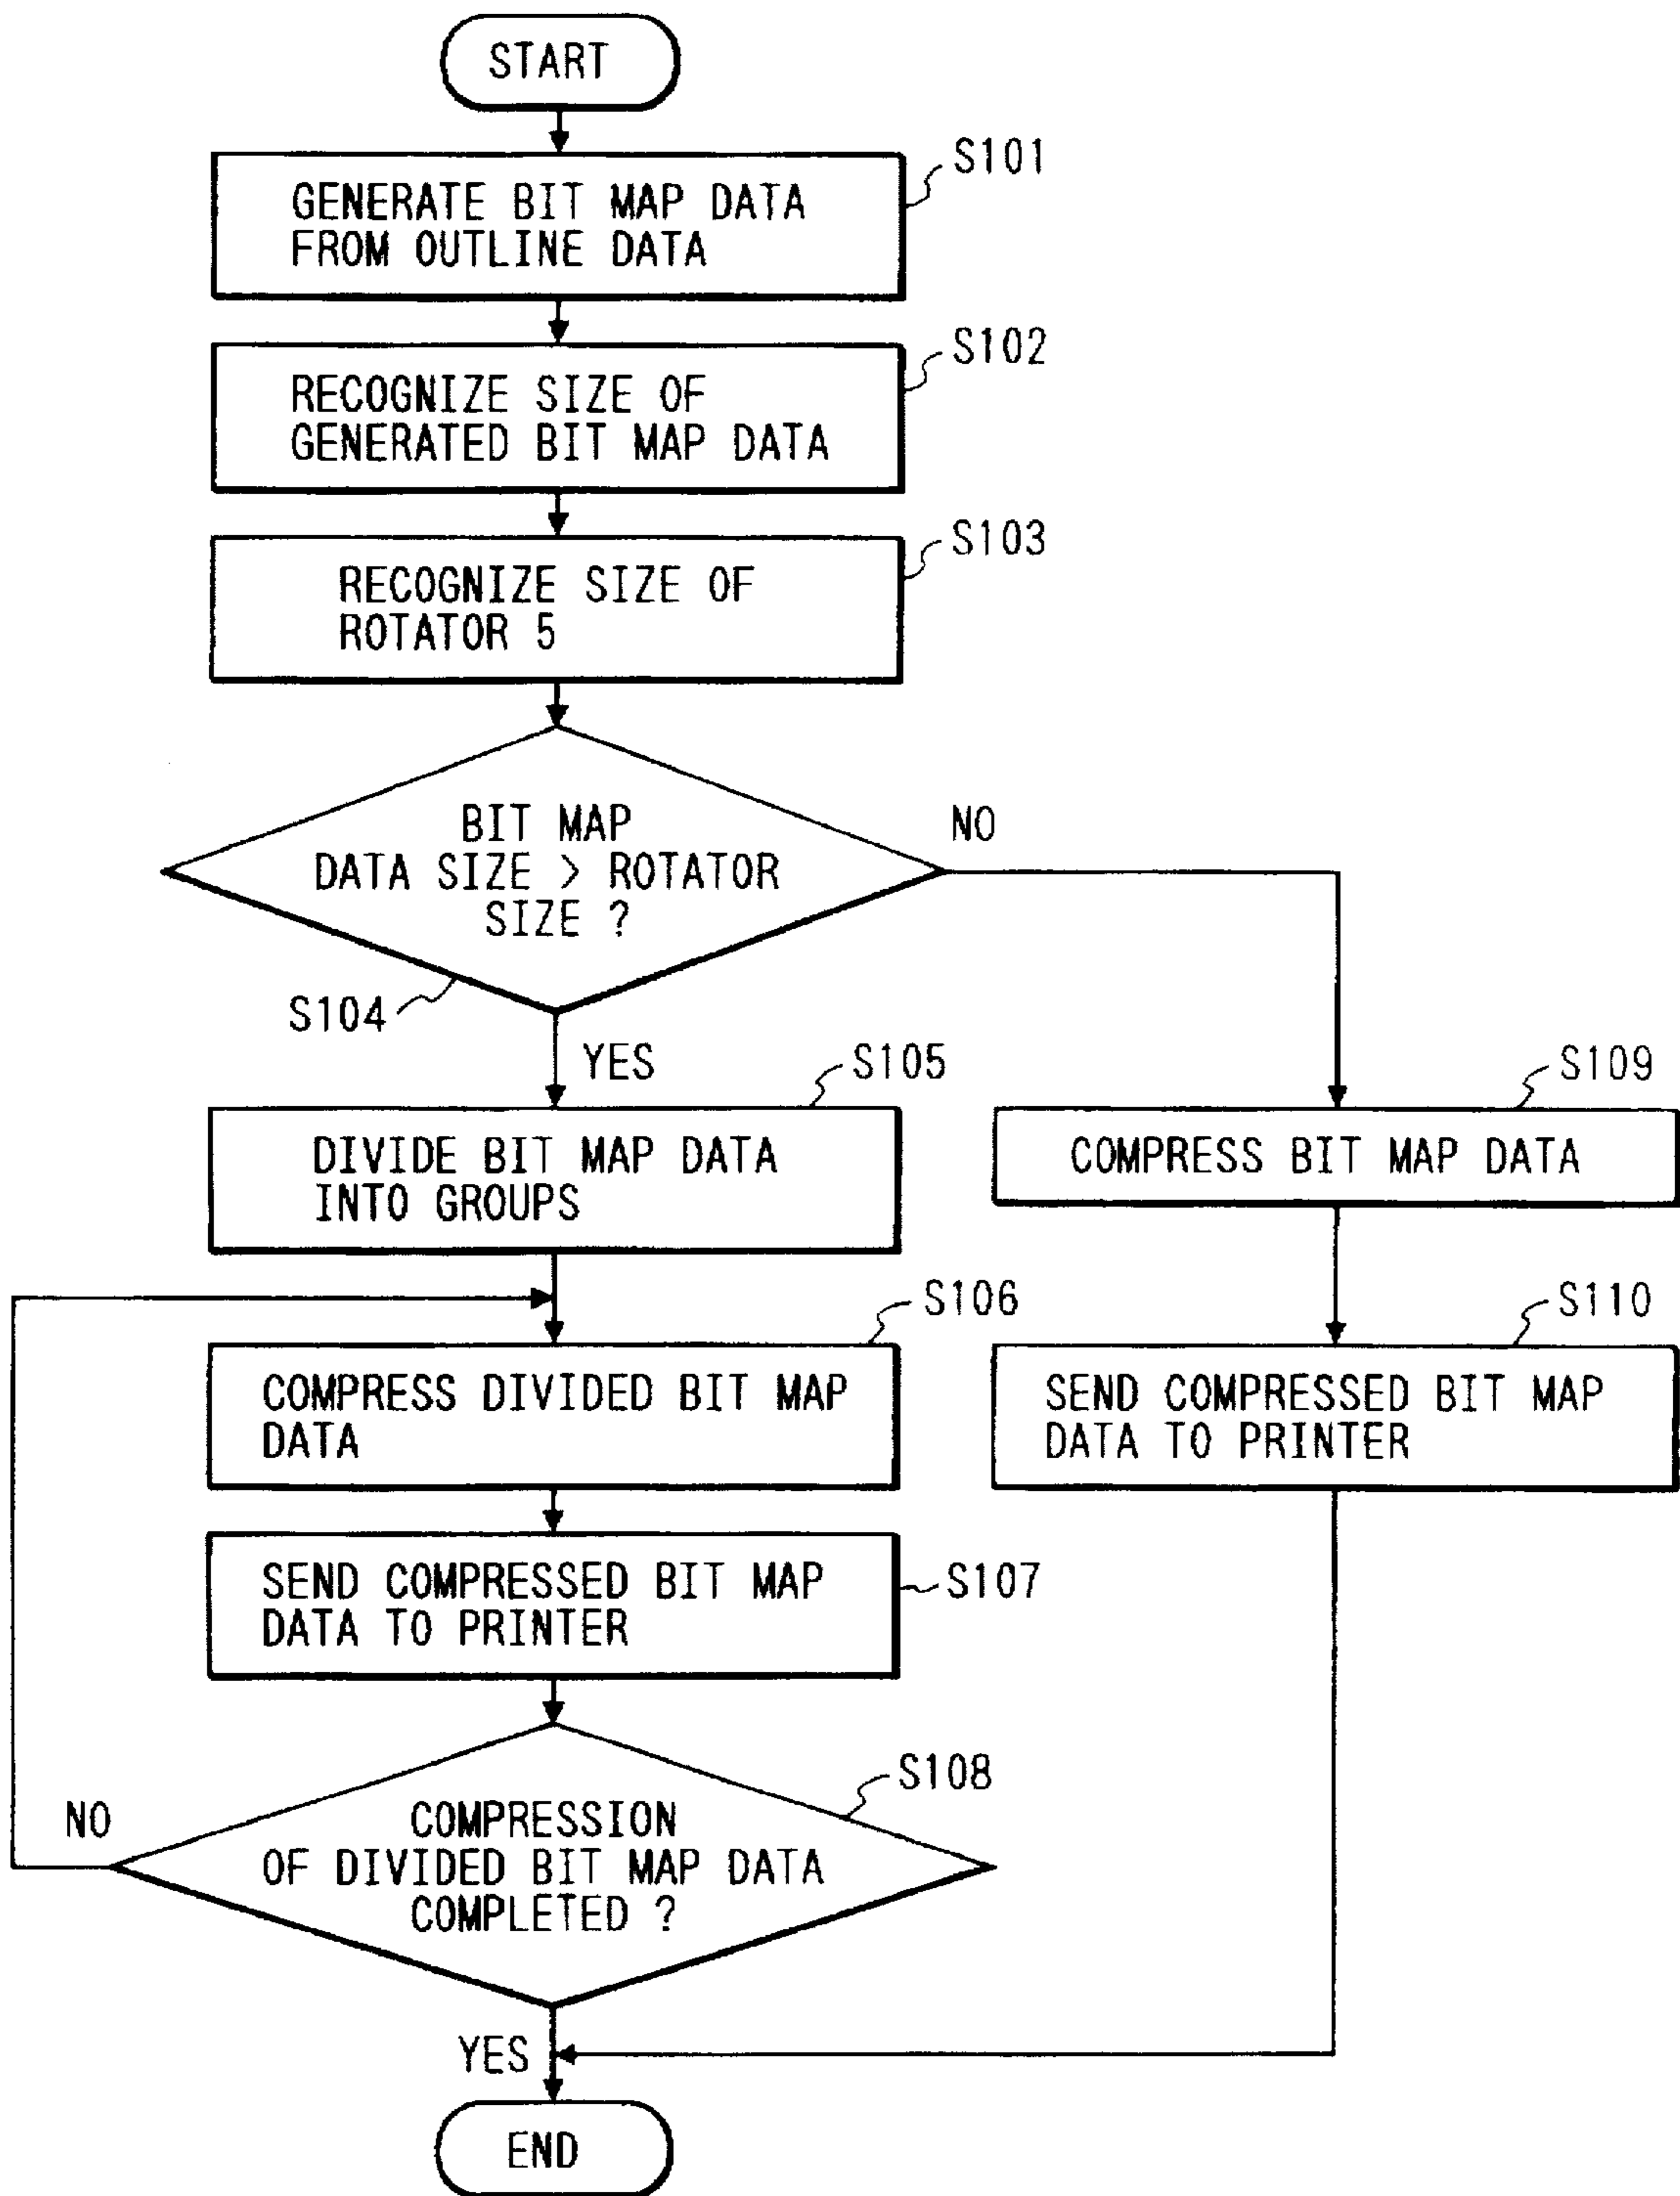 START
S101
GENERATE BIT MAP DATA
FROM OUTLINE DATA
S102
RECOGNIZE SIZE OF
GENERATED BIT MAP DATA
S103
RECOGNIZE SIZE OF
ROTATOR 5
BIT MAP
DATA SIZE > ROTATOR
SIZE ?
NO
S104
YES
S105
DIVIDE BIT MAP DATA
INTO GROUPS
S109
COMPRESS BIT MAP DATA
S106
COMPRESS DIVIDED BIT MAP
DATA
S110
SEND COMPRESSED BIT MAP
DATA TO PRINTER
SEND COMPRESSED BIT MAP
DATA TO PRINTER
S107
S108
NO
COMPRESSION
OF DIVIDED BIT MAP DATA
COMPLETED ?
YES
END